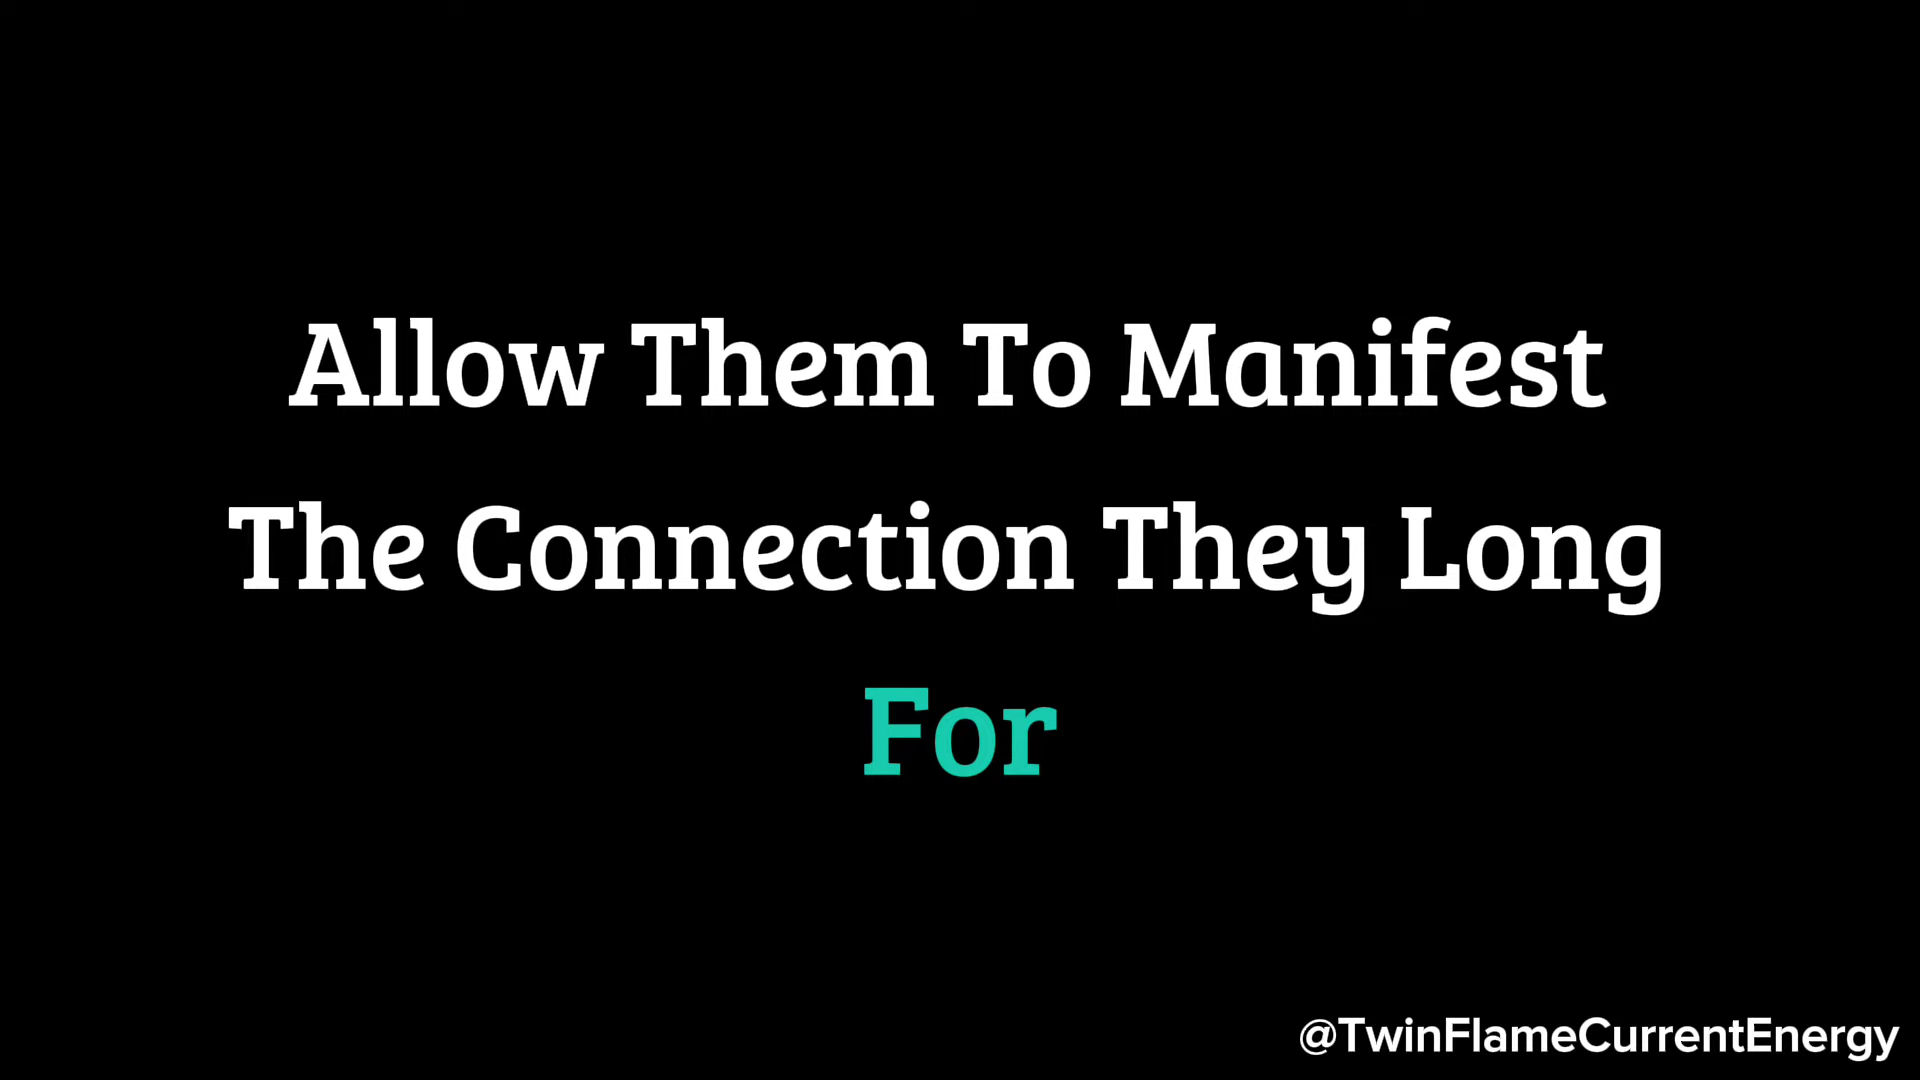 Allow Them To Manifest
The Connection They Long
For
@TwinFlameCurrentEnergy